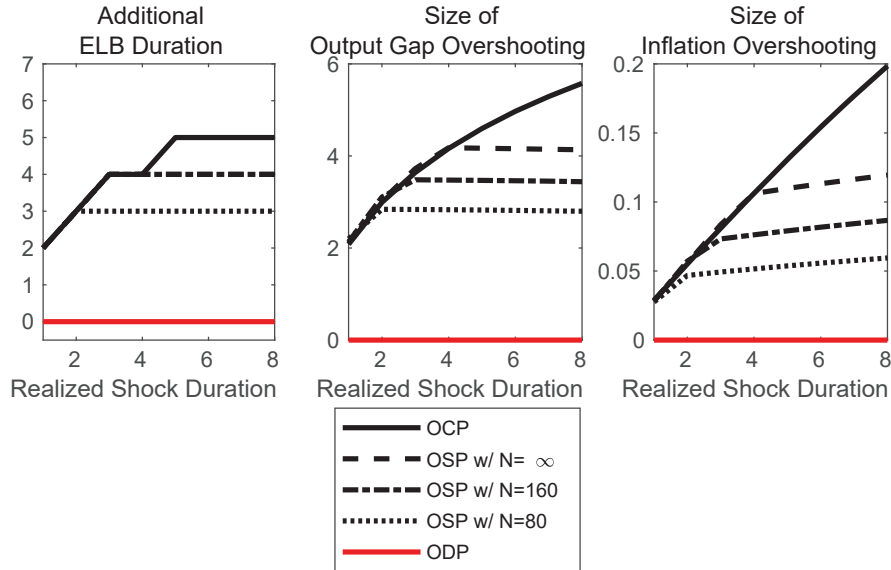 Additional
ELB Duration
7
6
5
4
3
2
1
0
2
4
6
8
Realized Shock Duration
Size of
Output Gap Overshooting
6
4
2
0
2
4
6
8
Realized Shock Duration
Size of
Inflation Overshooting
0.2
0.15
0.1
0.05
0
2
4
6
8
Realized Shock Duration
OCP
OSP w/ N= ∞
OSP w/ N=160
OSP w/ N=80
ODP